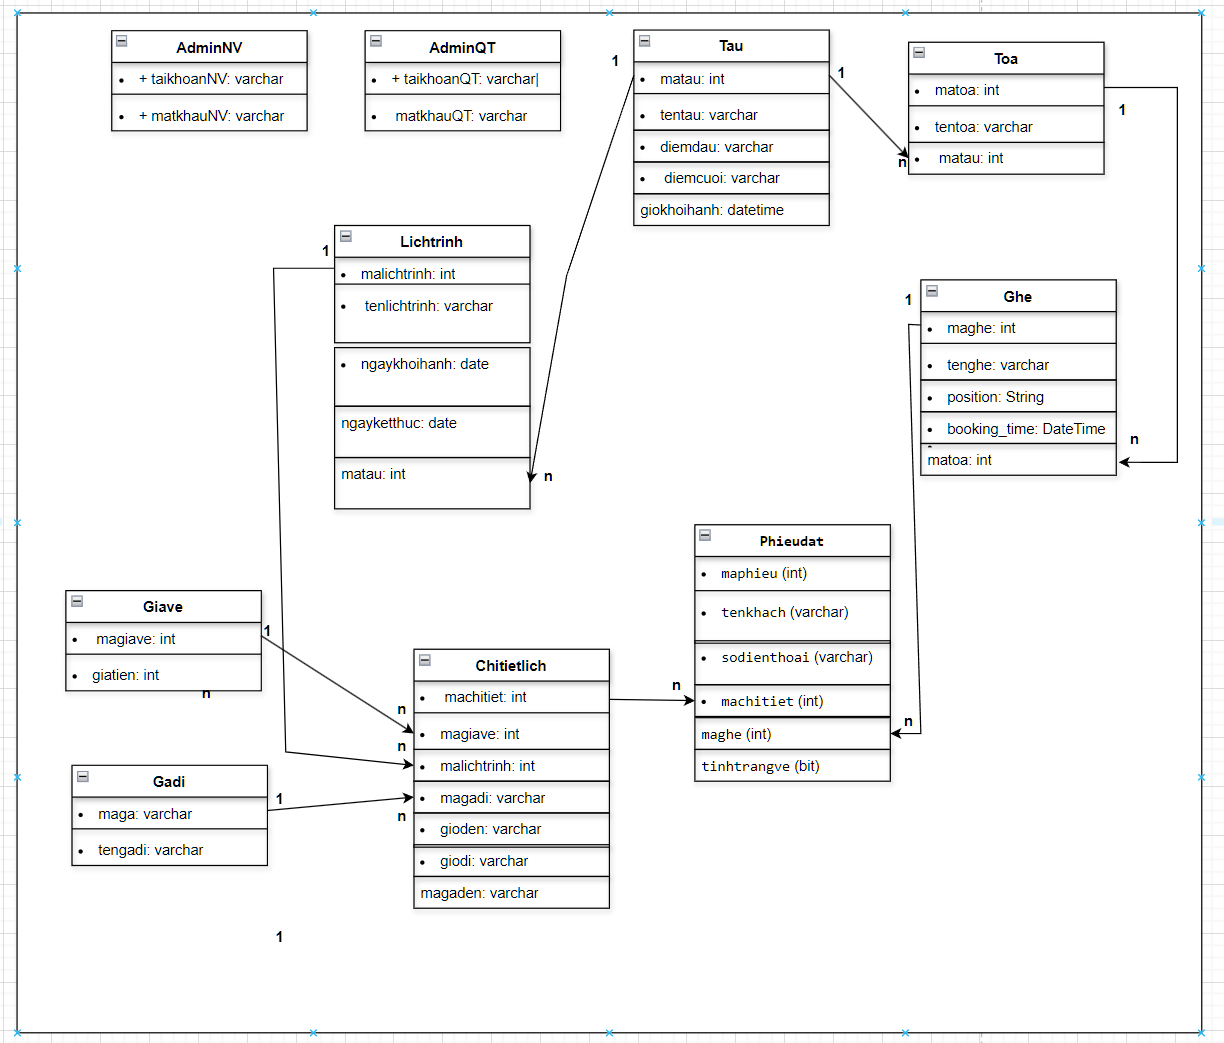 AdminNV
+ taikhoanNV: varchar
+ matkhauNV: varchar
AdminQT
+ taikhoanQT: varchar|
matkhauQT: varchar
1
Tau
matau: int
tentau: varchar
diemdau: varchar
diemcuoi: varchar
giokhoihanh: datetime
1
n
Toa
matoa: int
tentoa: varchar
matau: int
1
1
Lichtrinh
malichtrinh: int
tenlichtrinh: varchar
ngaykhoihanh: date
ngayketthuc: date
matau: int
n
1
Ghe
maghe: int
tenghe: varchar
position: String
booking_time: DateTime
matoa: int
n
Phieudat
maphieu (int)
tenkhach (varchar)
sodienthoai (varchar)
machitiet (int)
maghe (int)
tinhtrangve (bit)
n
n
Giave
magiave: int
giatien: int
1
n
Chitietlich
machitiet: int
magiave: int
malichtrinh: int
magadi: varchar
gioden: varchar
giodi: varchar
magaden: varchar
n
n
n
Gadi
maga: varchar
tengadi: varchar
1
1